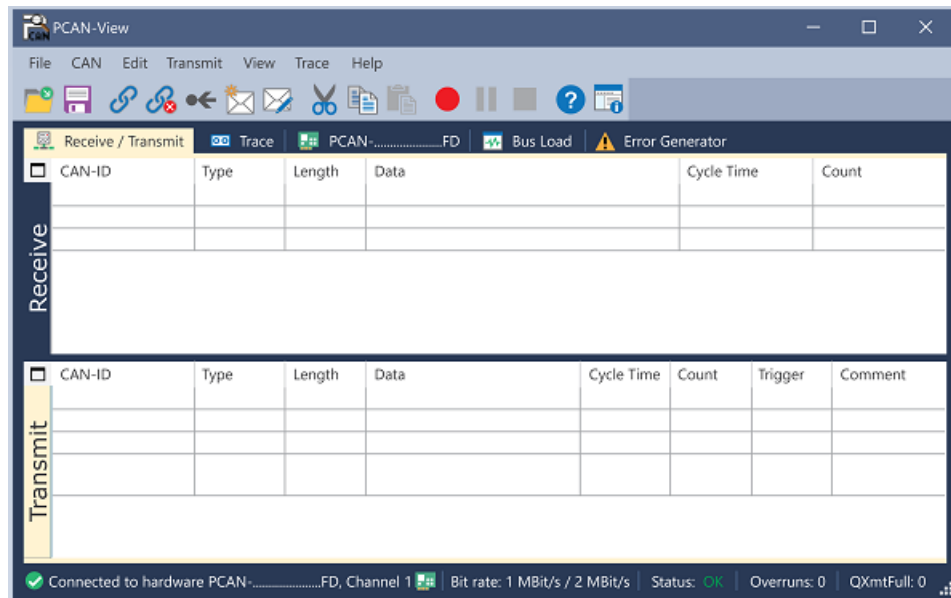 PCAN-View
File CAN Edit Transmit View Trace Help
Receive / Transmit Trace PCAN-....................FD Bus Load Error Generator
CAN-ID Type Length Data Cycle Time Count
Receive
CAN-ID Type Length Data Cycle Time Count Trigger Comment
Transmit
Connected to hardware PCAN-....................FD, Channel 1 Bit rate: 1 MBit/s / 2 MBit/s Status: OK Overruns: 0 QXmtFull: 0